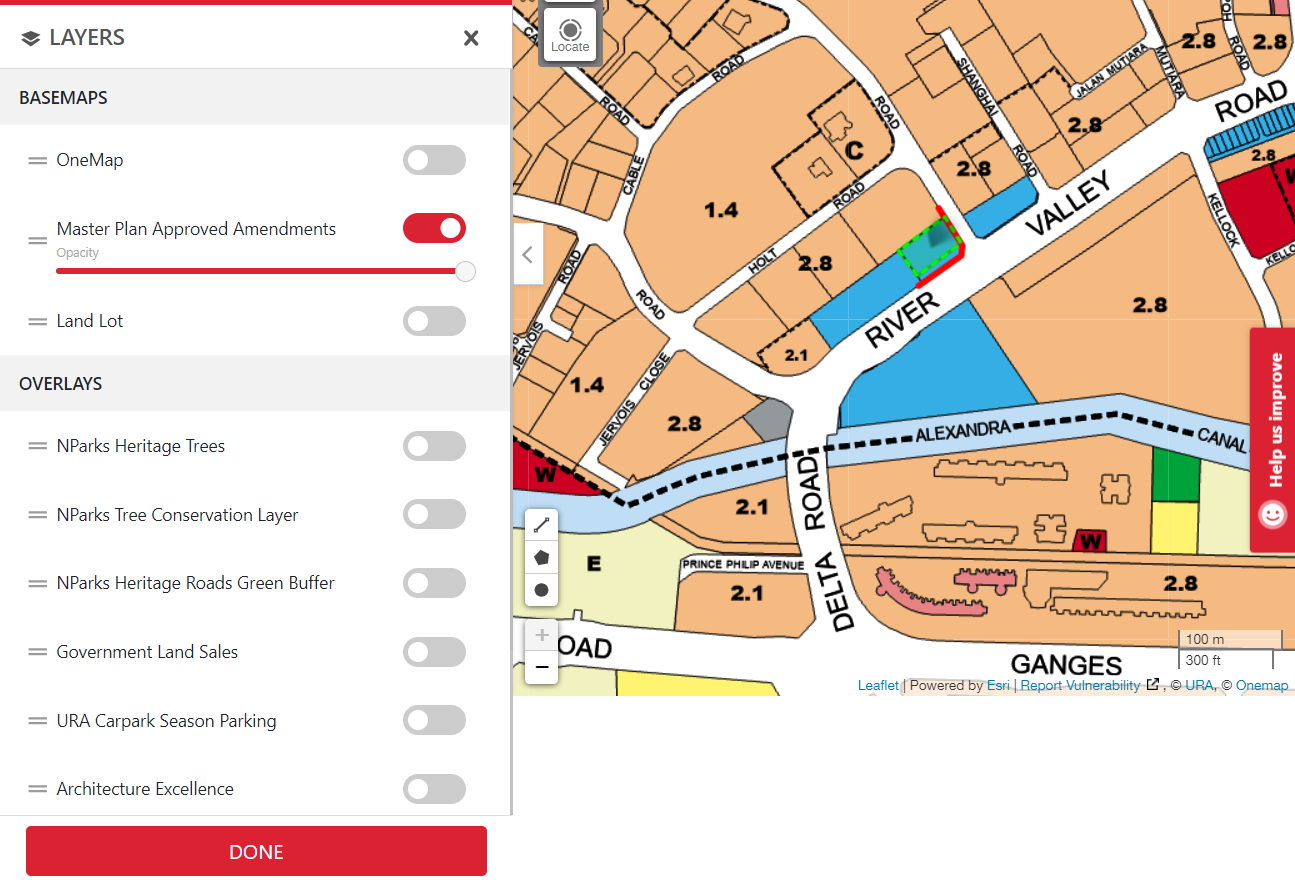 LAYERS
BASEMAPS
OneMap
Master Plan Approved Amendments
Opacity
Land Lot
OVERLAYS
NParks Heritage Trees
NParks Tree Conservation Layer
NParks Heritage Roads Green Buffer
Government Land Sales
URA Carpark Season Parking
Architecture Excellence
DONE
Locate
ROAD
ROAD
ROAD
CABLE
ROAD
1.4
C
2.8
SHANGHAI
ROAD
JALAN MUTIARA
MUTIARA
2.8
ROAD
2.8
2.8
ROAD
2.8
W
KELLOCK
HOLT
ROAD
2.8
RIVER
VALLEY
2.8
ROAD
ROAD
JERVOIS
2.1
1.4
JERVOIS CLOSE
2.8
W
ALEXANDRA
CANAL
2.1
DELTA ROAD
W
E
PRINCE PHILIP AVENUE
2.1
2.8
OAD
GANGES
100 m
300 ft
Help us improve
Leaflet | Powered by Esri | Report Vulnerability , © URA, © Onemap